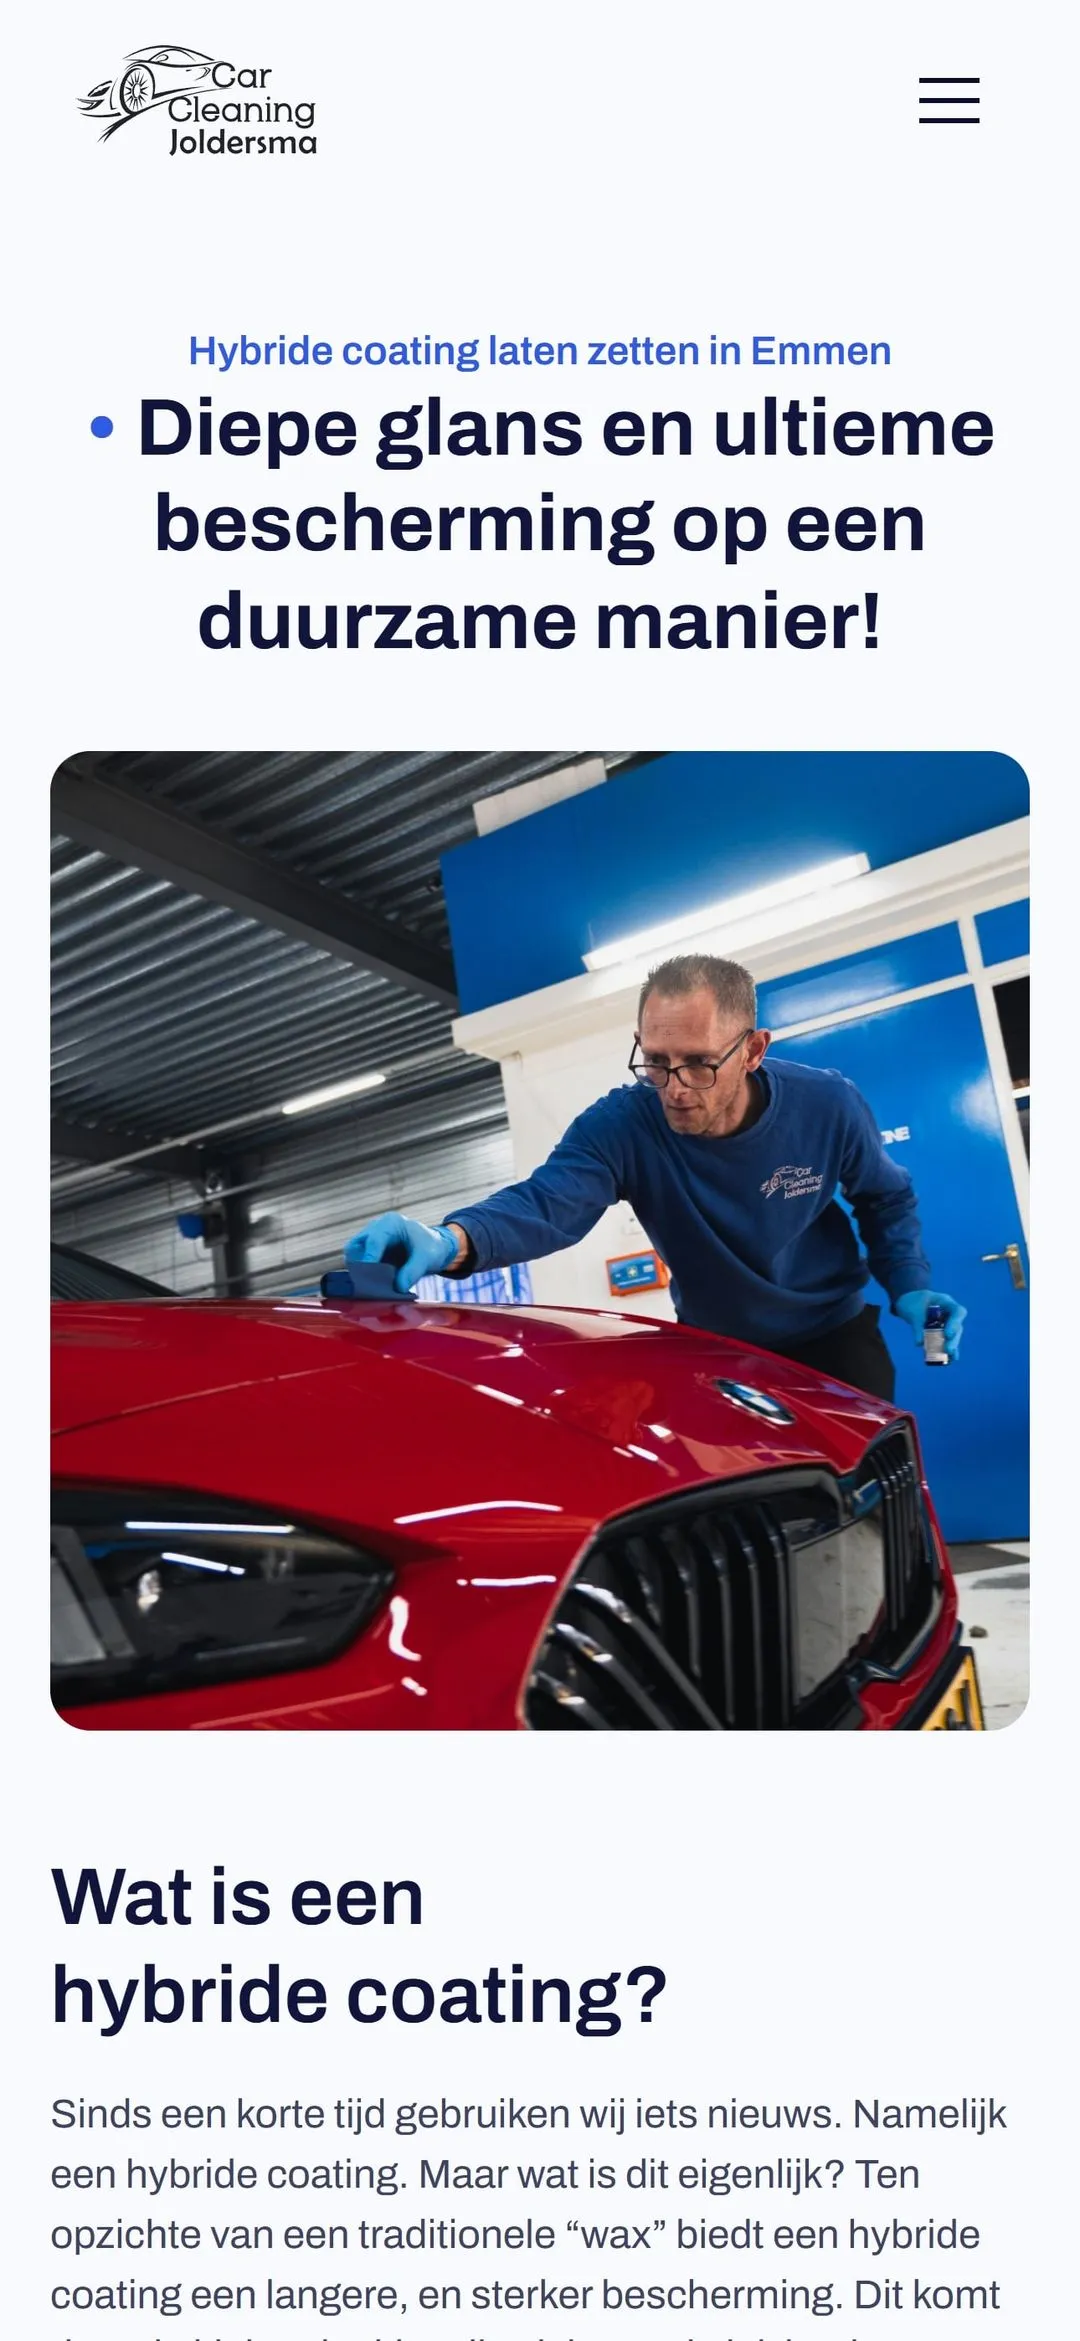 Car
Cleaning
Joldersma
Hybride coating laten zetten in Emmen
• Diepe glans en ultieme
bescherming op een
duurzame manier!
Car
Cleaning
Joldersma
Wat is een
hybride coating?
Sinds een korte tijd gebruiken wij iets nieuws. Namelijk
een hybride coating. Maar wat is dit eigenlijk? Ten
opzichte van een traditionele “wax” biedt een hybride
coating een langere, en sterker bescherming. Dit komt